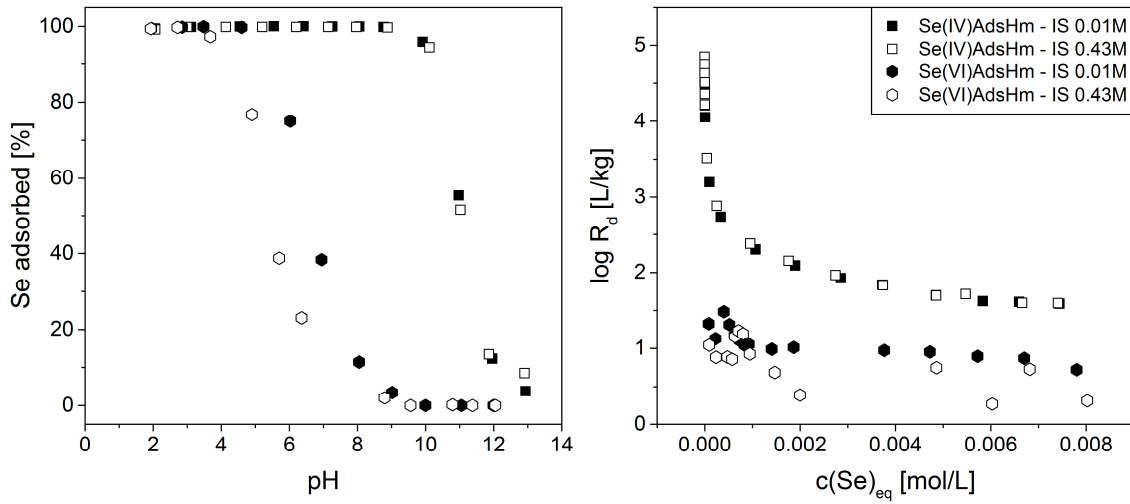 100
80
60
40
20
0
Se adsorbed [%]
0 2 4 6 8 10 12 14
pH
5
4
3
2
1
0
log R_d [L/kg]
Se(IV)AdsHm - IS 0.01M
Se(IV)AdsHm - IS 0.43M
Se(VI)AdsHm - IS 0.01M
Se(VI)AdsHm - IS 0.43M
0.000 0.002 0.004 0.006 0.008
c(Se)_eq [mol/L]